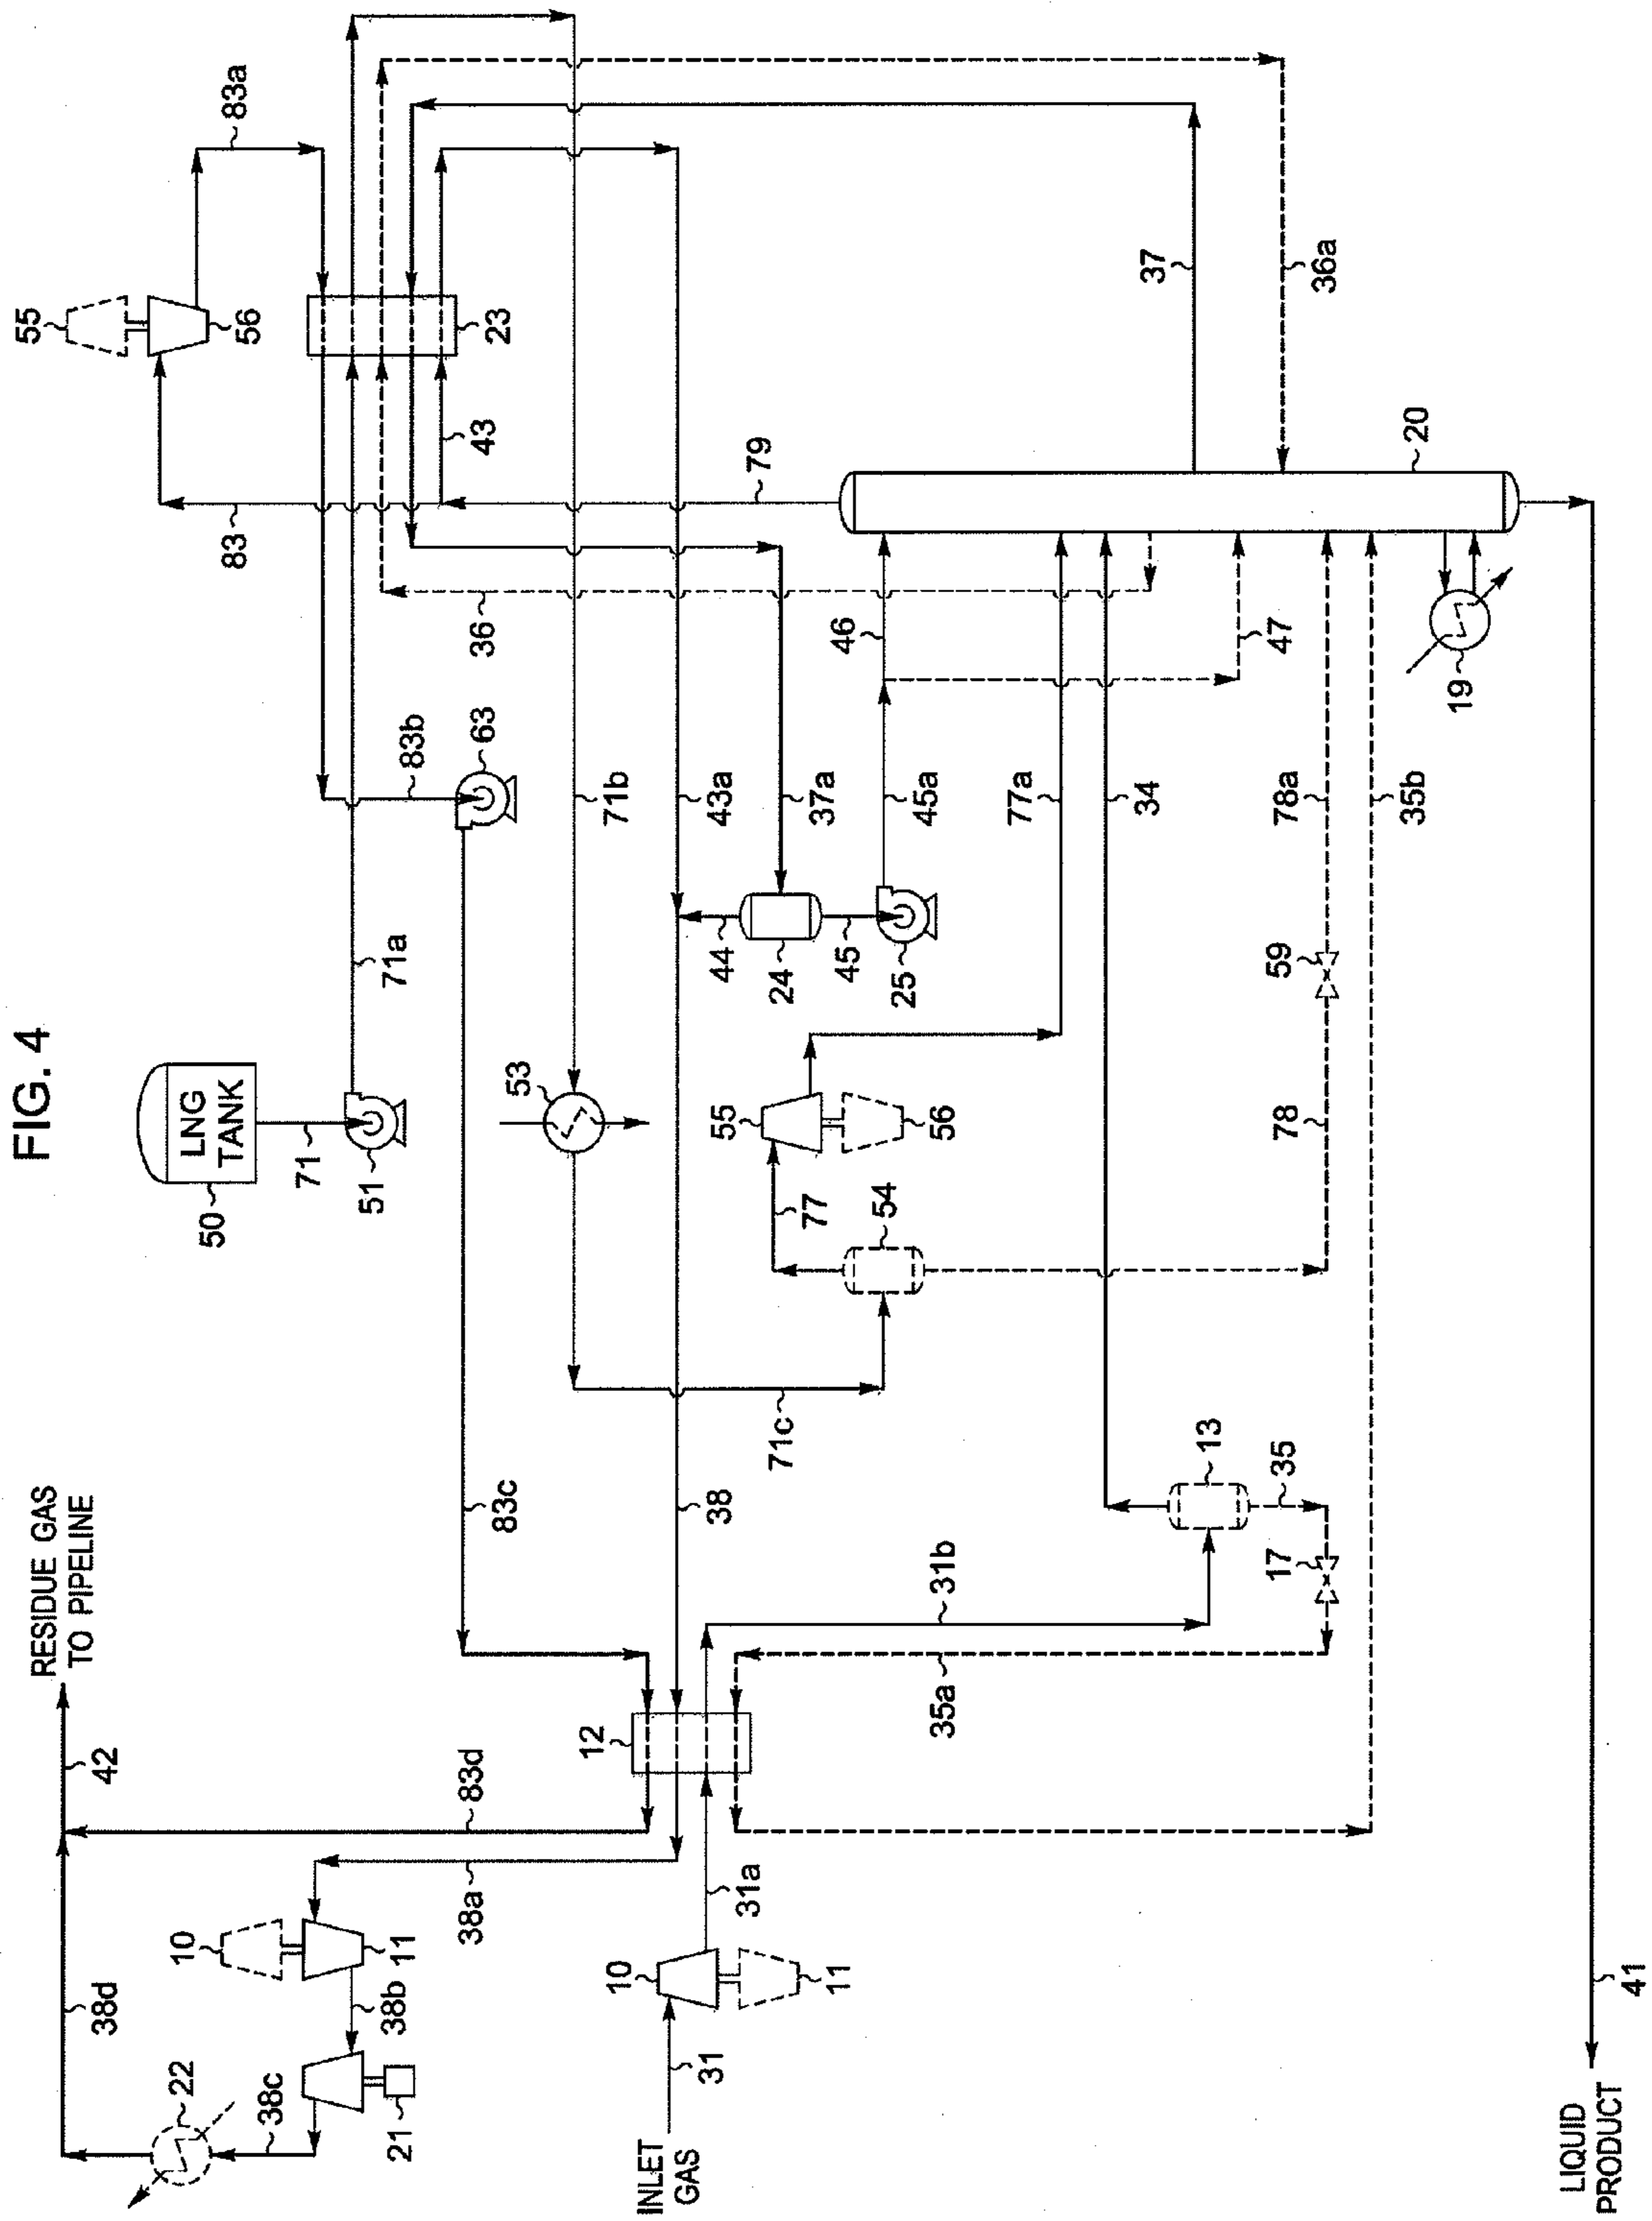 FIG. 4
RESIDUE GAS
TO PIPELINE
LNG
TANK
50
71
51
71a
83b
63
83
83a
55
56
23
43
79
36
37
36a
20
71b
43a
37a
44
24
45
25
45a
46
47
77a
34
78a
35b
19
53
55
56
77
54
78
59
71c
83c
38
31b
13
35
17
35a
12
42
83d
38a
31a
10
11
38d
38b
10
11
22
38c
21
31
INLET
GAS
41
LIQUID
PRODUCT